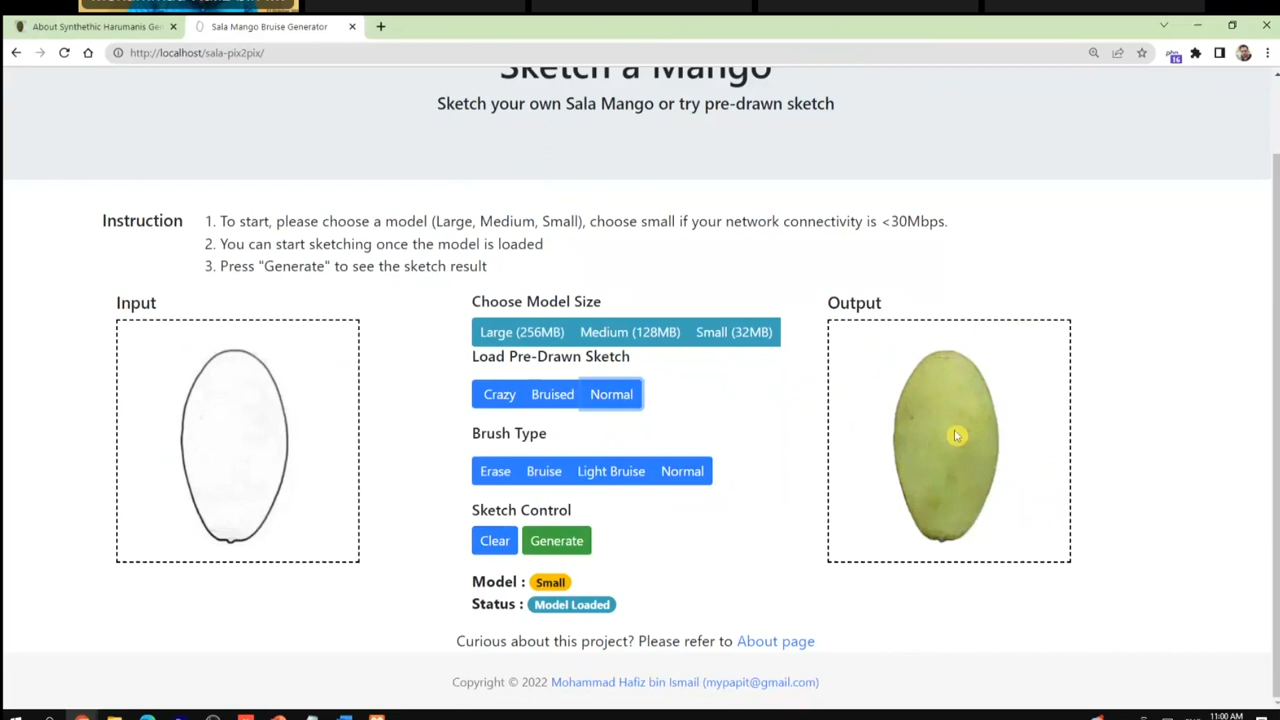 About Synthethic Harumanis Gen
Sala Mango Bruise Generator
http://localhost/sala-pix2pix/
16
Sketch a Mango
Sketch your own Sala Mango or try pre-drawn sketch
Instruction
1. To start, please choose a model (Large, Medium, Small), choose small if your network connectivity is <30Mbps.
2. You can start sketching once the model is loaded
3. Press "Generate" to see the sketch result
Input
Choose Model Size
Large (256MB) Medium (128MB) Small (32MB)
Load Pre-Drawn Sketch
Crazy Bruised Normal
Brush Type
Erase Bruise Light Bruise Normal
Sketch Control
Clear Generate
Model : Small
Status : Model Loaded
Output
Curious about this project? Please refer to About page
Copyright © 2022 Mohammad Hafiz bin Ismail (mypapit@gmail.com)
11:00 AM